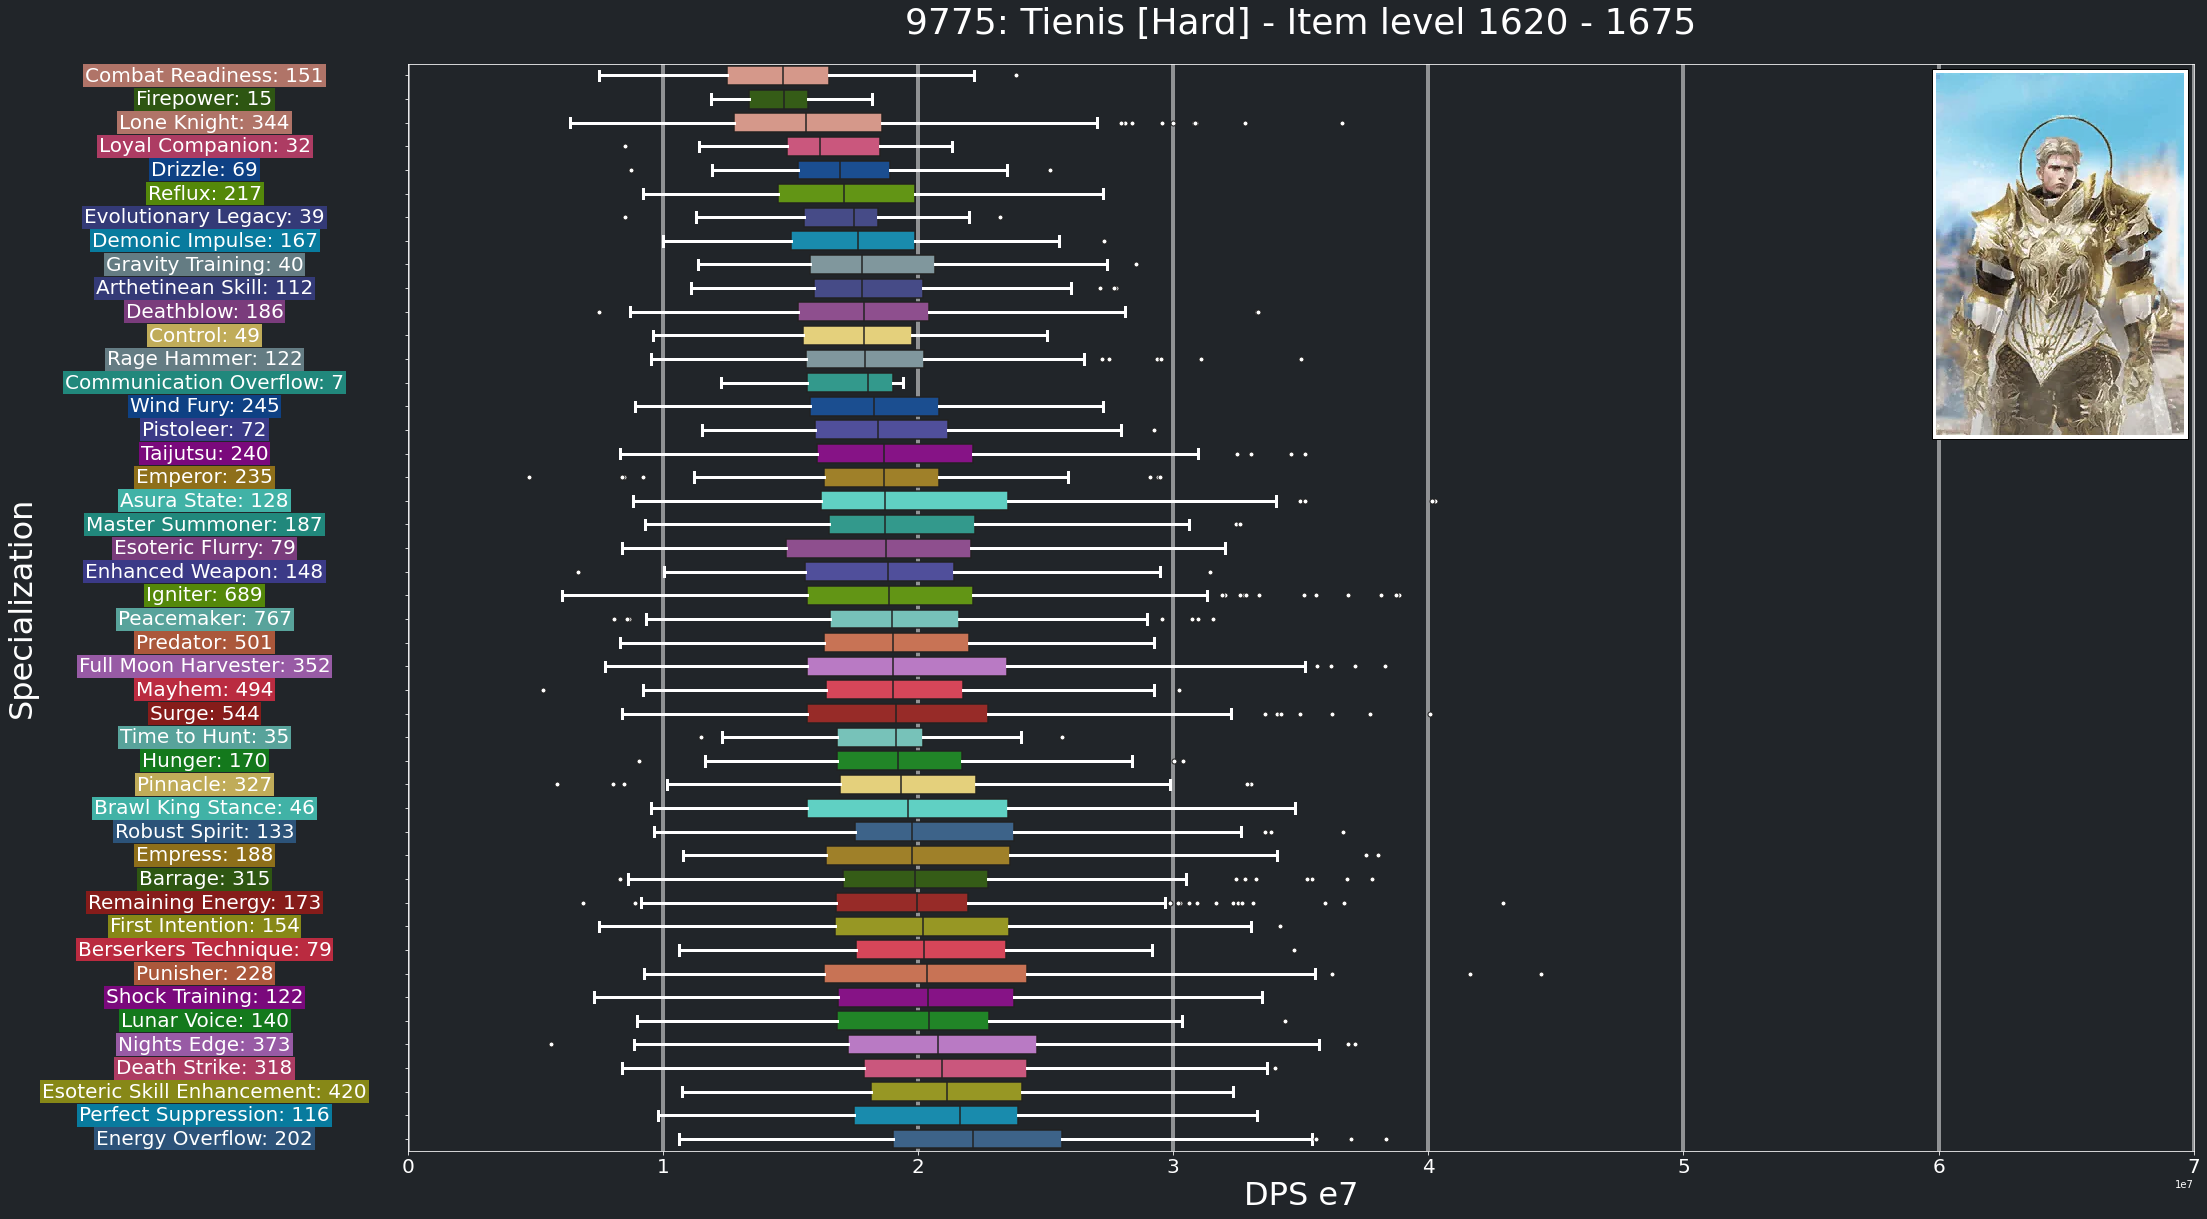 9775: Tienis [Hard] - Item level 1620 - 1675
Specialization
Combat Readiness: 151
Firepower: 15
Lone Knight: 344
Loyal Companion: 32
Drizzle: 69
Reflux: 217
Evolutionary Legacy: 39
Demonic Impulse: 167
Gravity Training: 40
Arthetinean Skill: 112
Deathblow: 186
Control: 49
Rage Hammer: 122
Communication Overflow: 7
Wind Fury: 245
Pistoleer: 72
Taijutsu: 240
Emperor: 235
Asura State: 128
Master Summoner: 187
Esoteric Flurry: 79
Enhanced Weapon: 148
Igniter: 689
Peacemaker: 767
Predator: 501
Full Moon Harvester: 352
Mayhem: 494
Surge: 544
Time to Hunt: 35
Hunger: 170
Pinnacle: 327
Brawl King Stance: 46
Robust Spirit: 133
Empress: 188
Barrage: 315
Remaining Energy: 173
First Intention: 154
Berserkers Technique: 79
Punisher: 228
Shock Training: 122
Lunar Voice: 140
Nights Edge: 373
Death Strike: 318
Esoteric Skill Enhancement: 420
Perfect Suppression: 116
Energy Overflow: 202
0 1 2 3 4 5 6 7
1e7
DPS e7